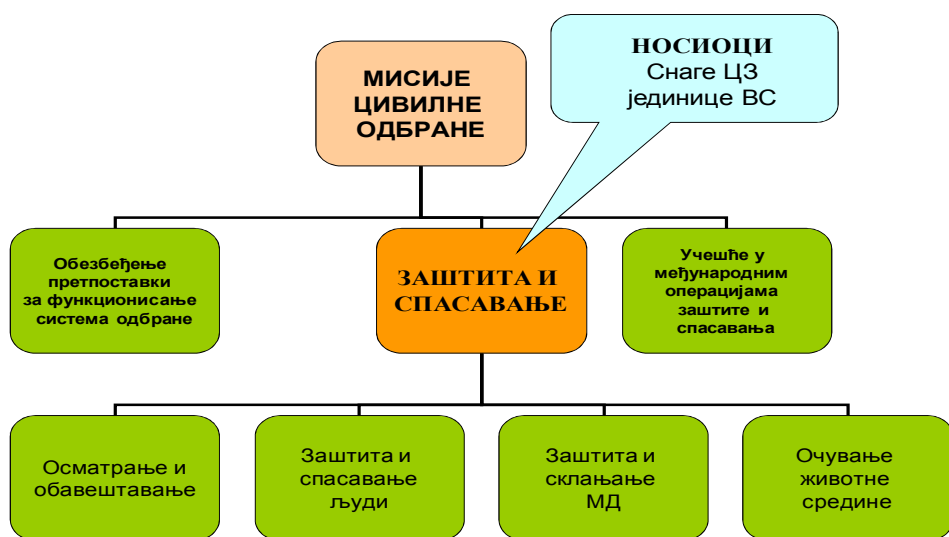 НОСИОЦИ
Снаге ЦЗ
јединице ВС
МИСИЈЕ
ЦИВИЛНЕ
ОДБРАНЕ
Обезбеђење
претпоставки
за функционисање
система одбране
ЗАШТИТА И
СПАСАВАЊЕ
Учешће у
међународним
операцијама
заштите и
спасавања
Осматрање и
обавештавање
Заштита и
спасавање
људи
Заштита и
склањање
МД
Очување
животне
средине